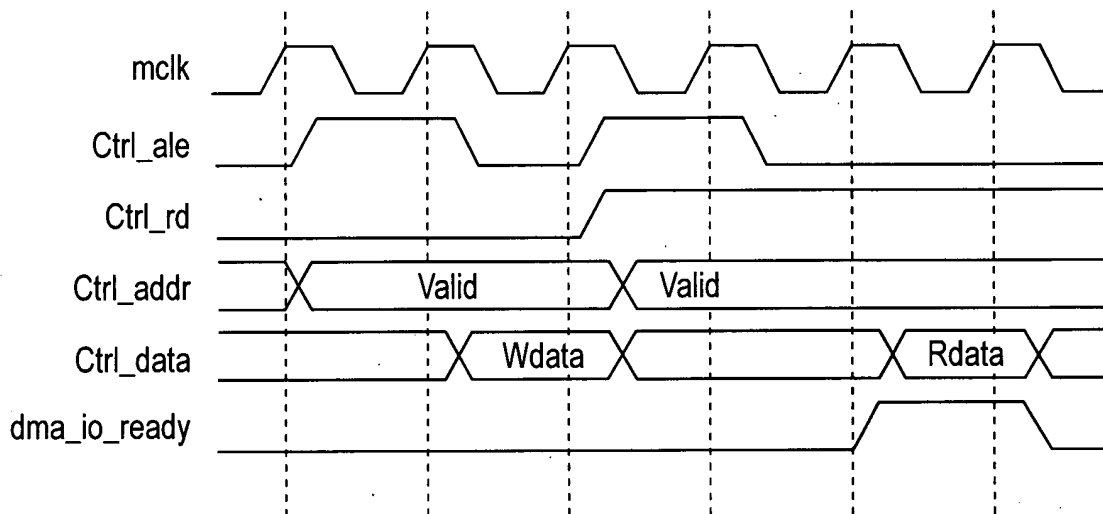 mclk
Ctrl_ale
Ctrl_rd
Ctrl_addr Valid Valid
Ctrl_data Wdata Rdata
dma_io_ready